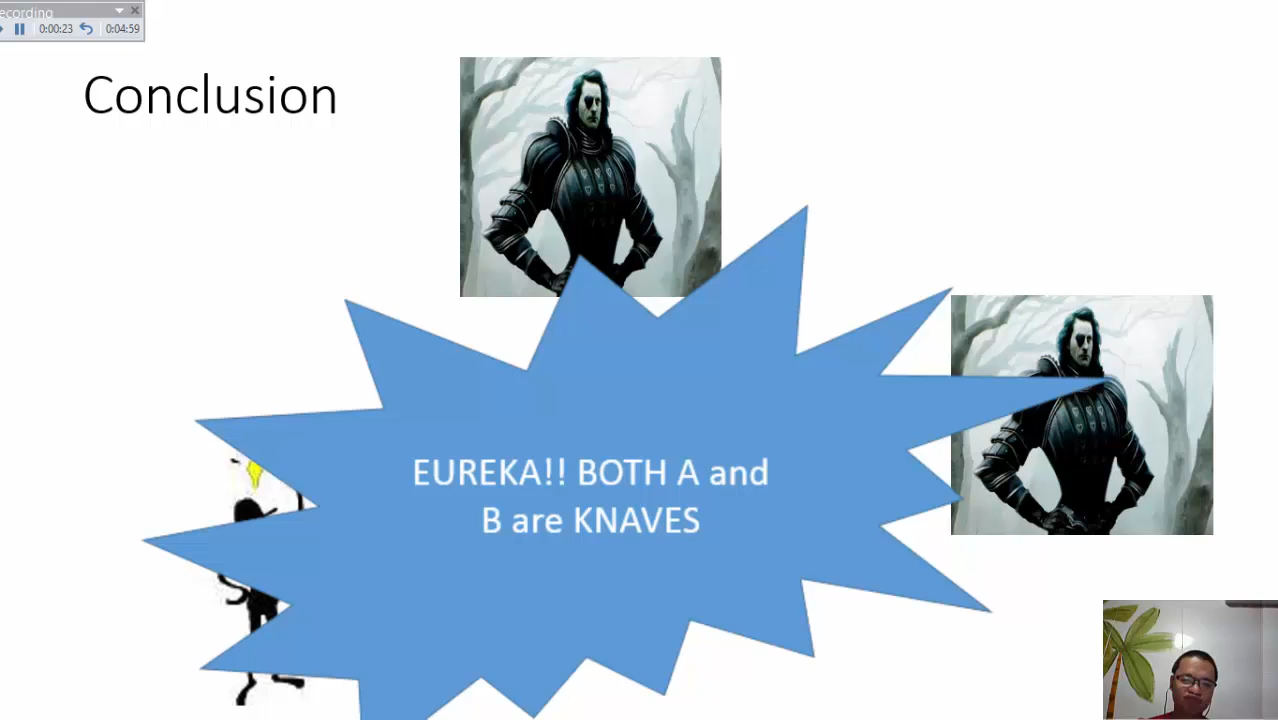 ecording
0:00:23
0:04:59
Conclusion
EUREKA!! BOTH A and
B are KNAVES